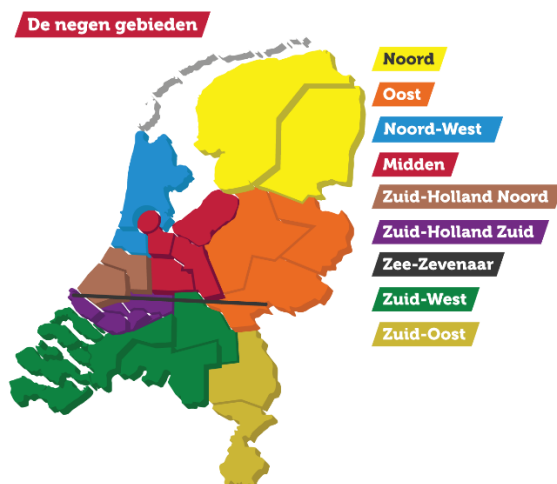 De negen gebieden
Noord
Oost
Noord-West
Midden
Zuid-Holland Noord
Zuid-Holland Zuid
Zee-Zevenaar
Zuid-West
Zuid-Oost